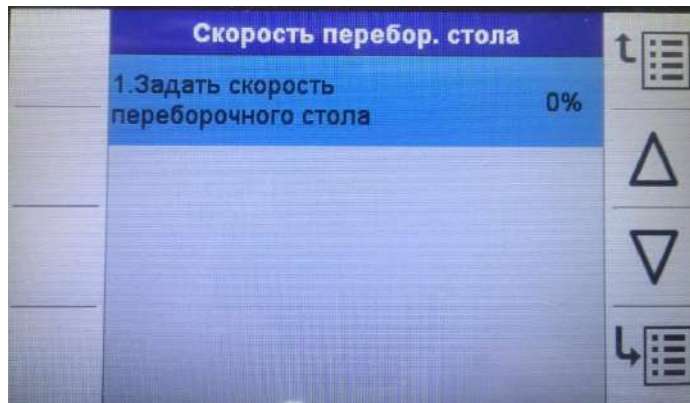 Скорость перебор. стола
1.Задать скорость
переборочного стола
0%